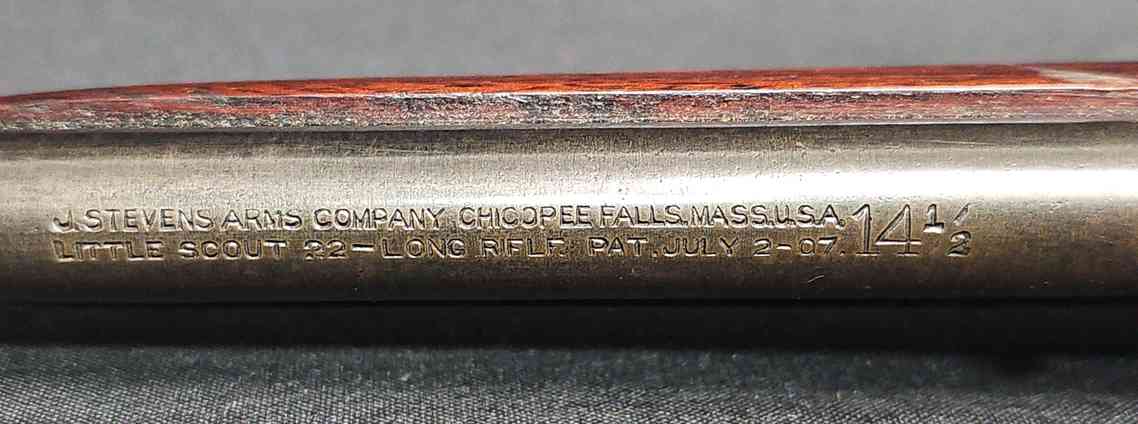 J. STEVENS ARMS COMPANY CHICOPEE FALLS. MASS. U.S.A. 14 1/2
LITTLE SCOUT 22 - LONG RIFLE. PAT. JULY 2-07.